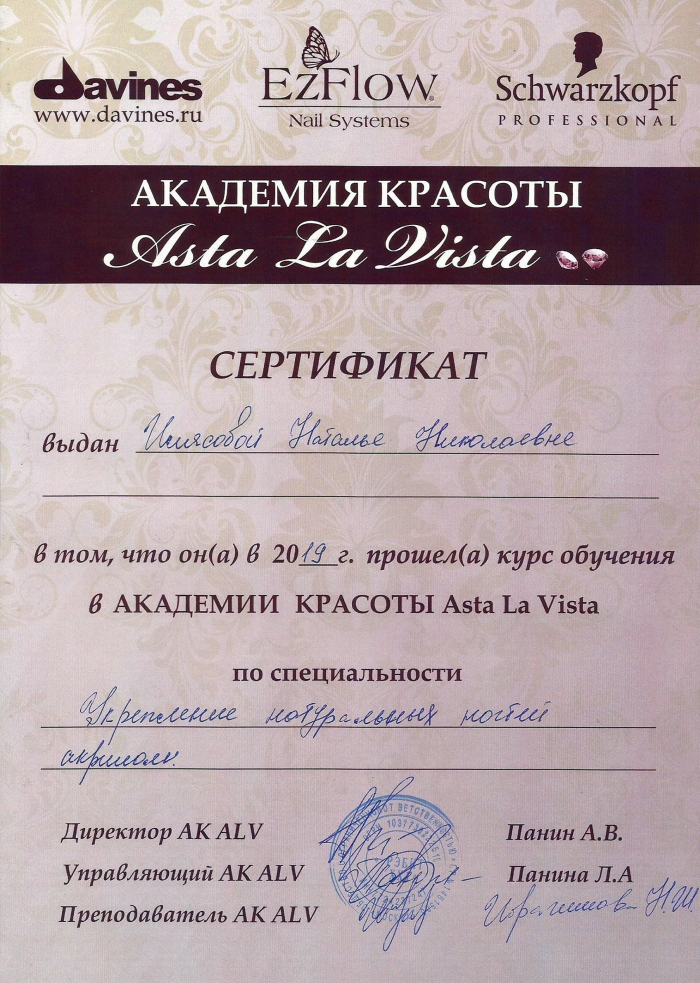 davines
www.davines.ru
EzFlow®
Nail Systems
Schwarzkopf
PROFESSIONAL
АКАДЕМИЯ КРАСОТЫ
Asta La Vista
СЕРТИФИКАТ
выдан Илясовой Наталье Николаевне
в том, что он(а) в 2019 г. прошел(а) курс обучения
в АКАДЕМИИ КРАСОТЫ Asta La Vista
по специальности
Укрепление натуральных ногтей
акрилом.
Директор АК ALV Панин А.В.
Управляющий АК ALV Панина Л.А
Преподаватель АК ALV Ибрагимова Н.Ш